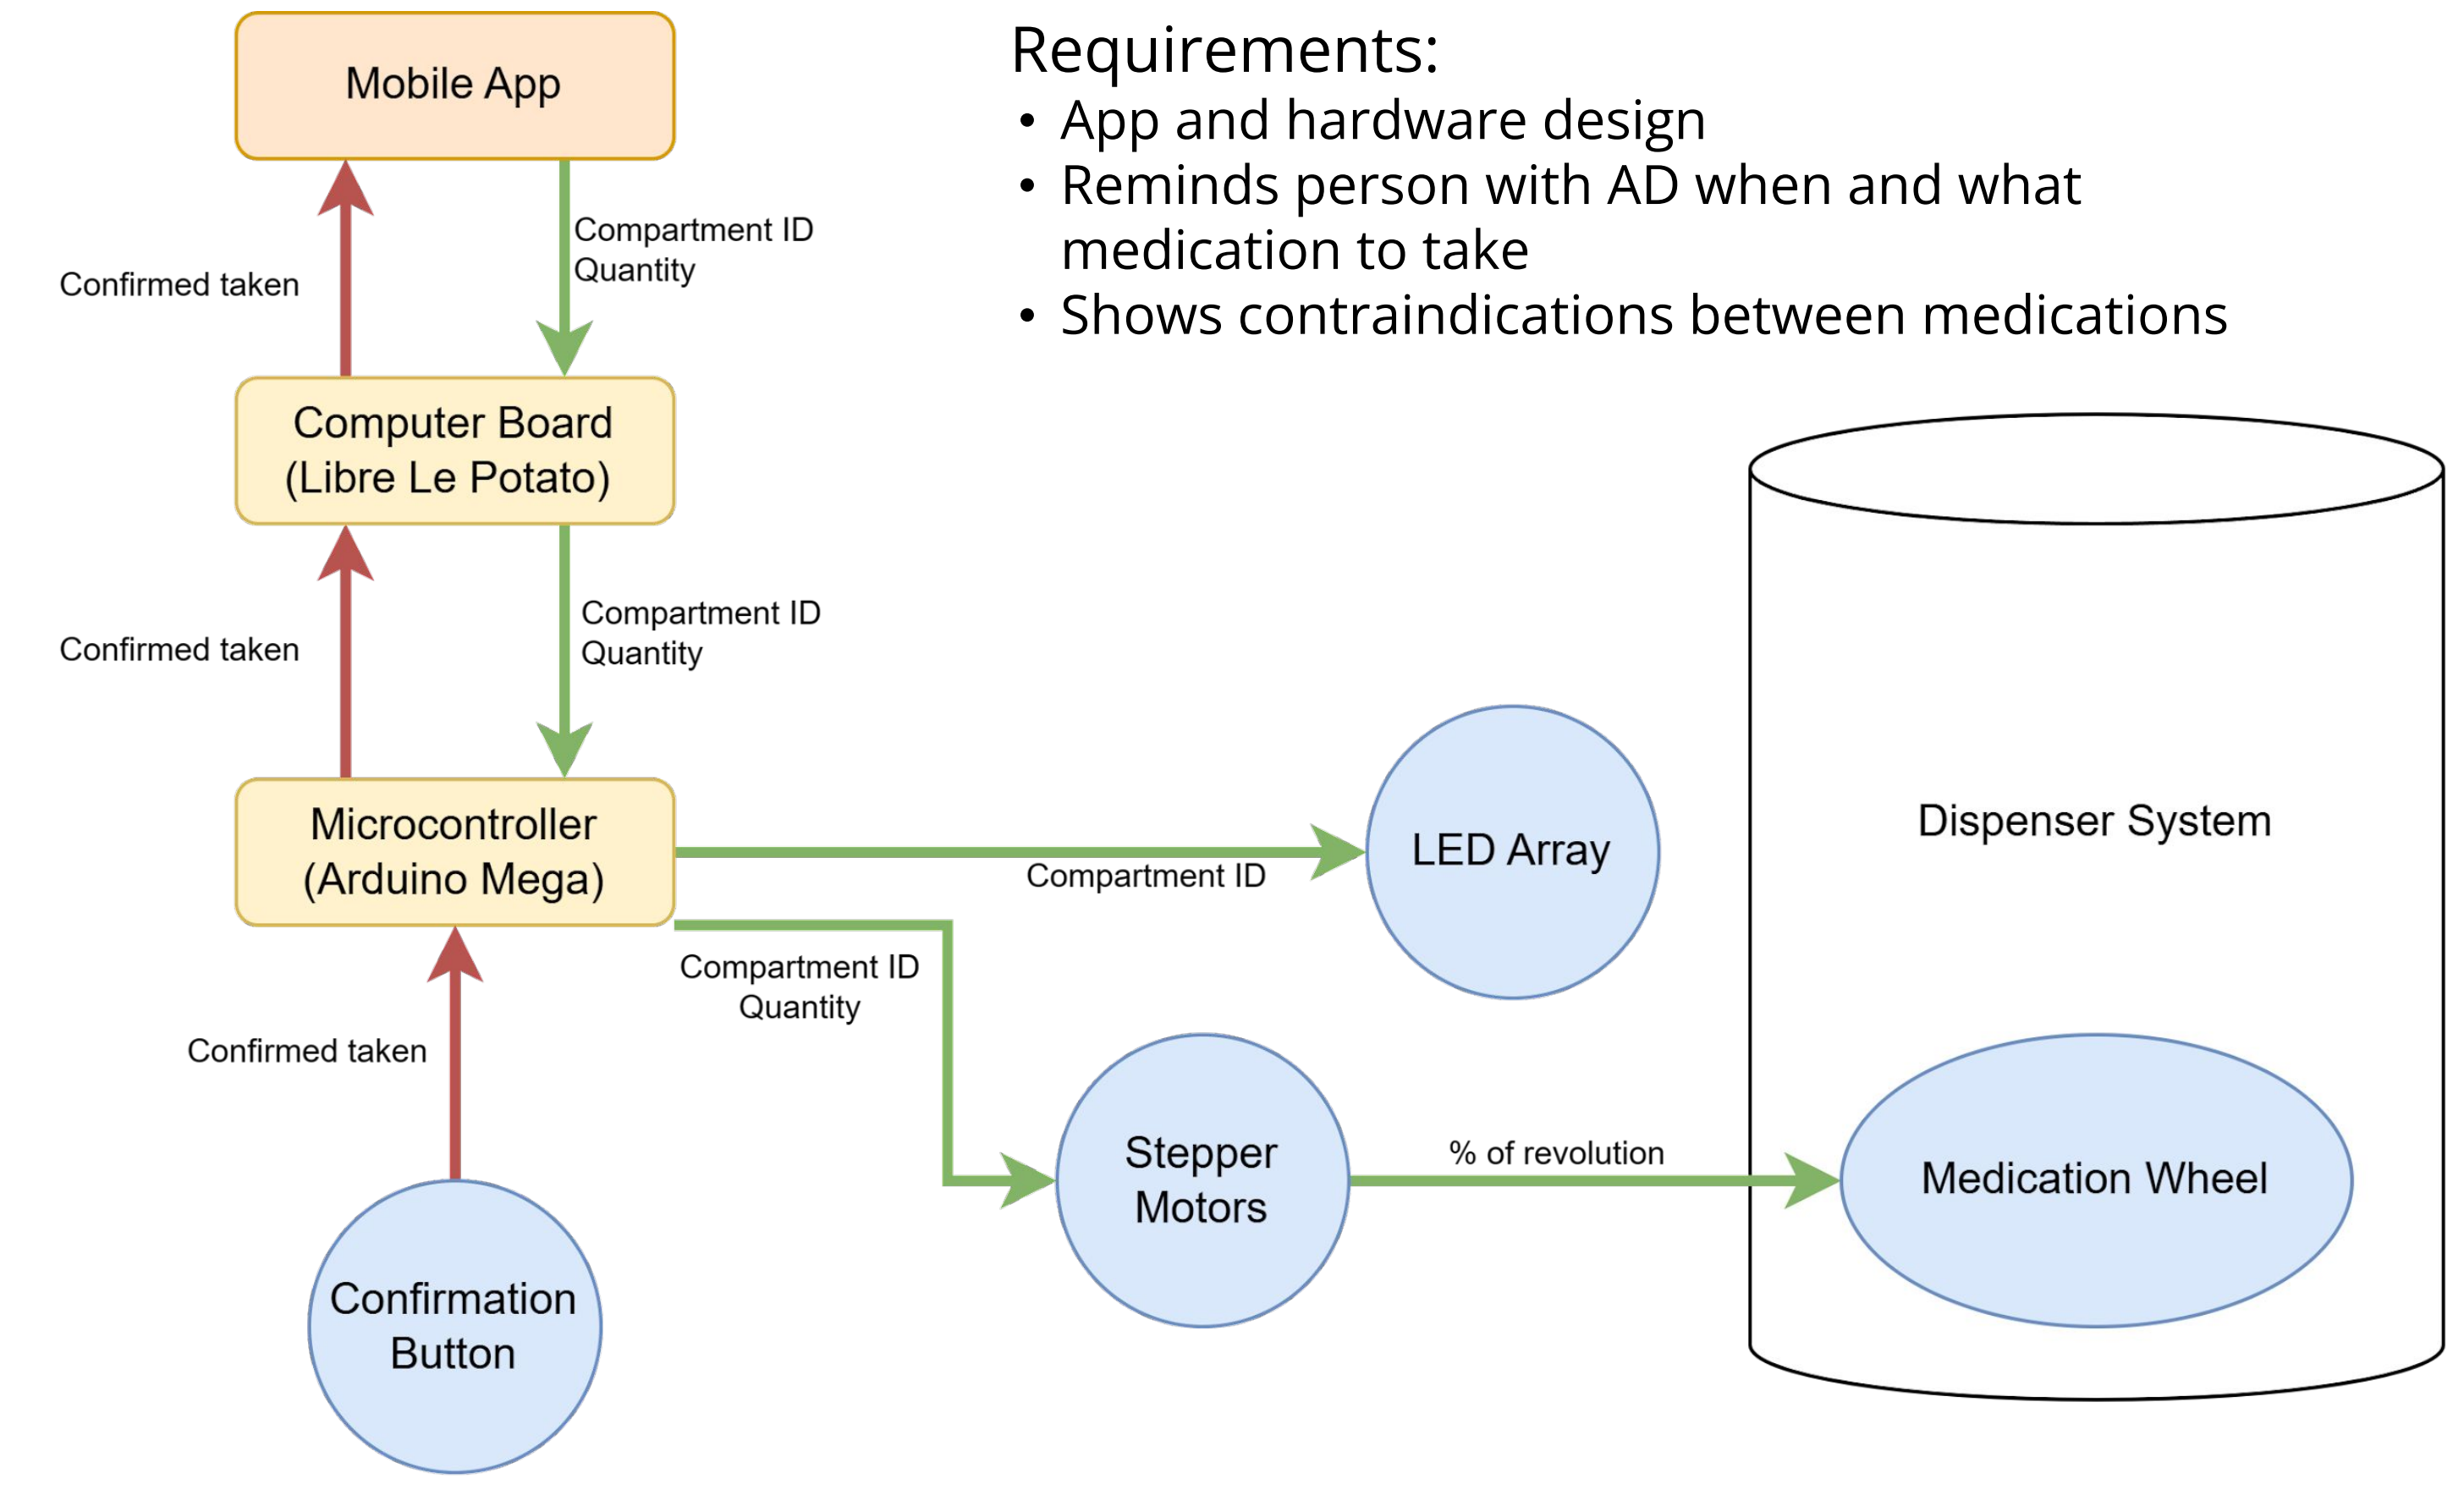 Mobile App
Requirements:
• App and hardware design
• Reminds person with AD when and what
medication to take
• Shows contraindications between medications
Confirmed taken
Compartment ID
Quantity
Computer Board
(Libre Le Potato)
Confirmed taken
Compartment ID
Quantity
Microcontroller
(Arduino Mega)
Compartment ID
LED Array
Dispenser System
Compartment ID
Quantity
Confirmed taken
Stepper
Motors
% of revolution
Medication Wheel
Confirmation
Button